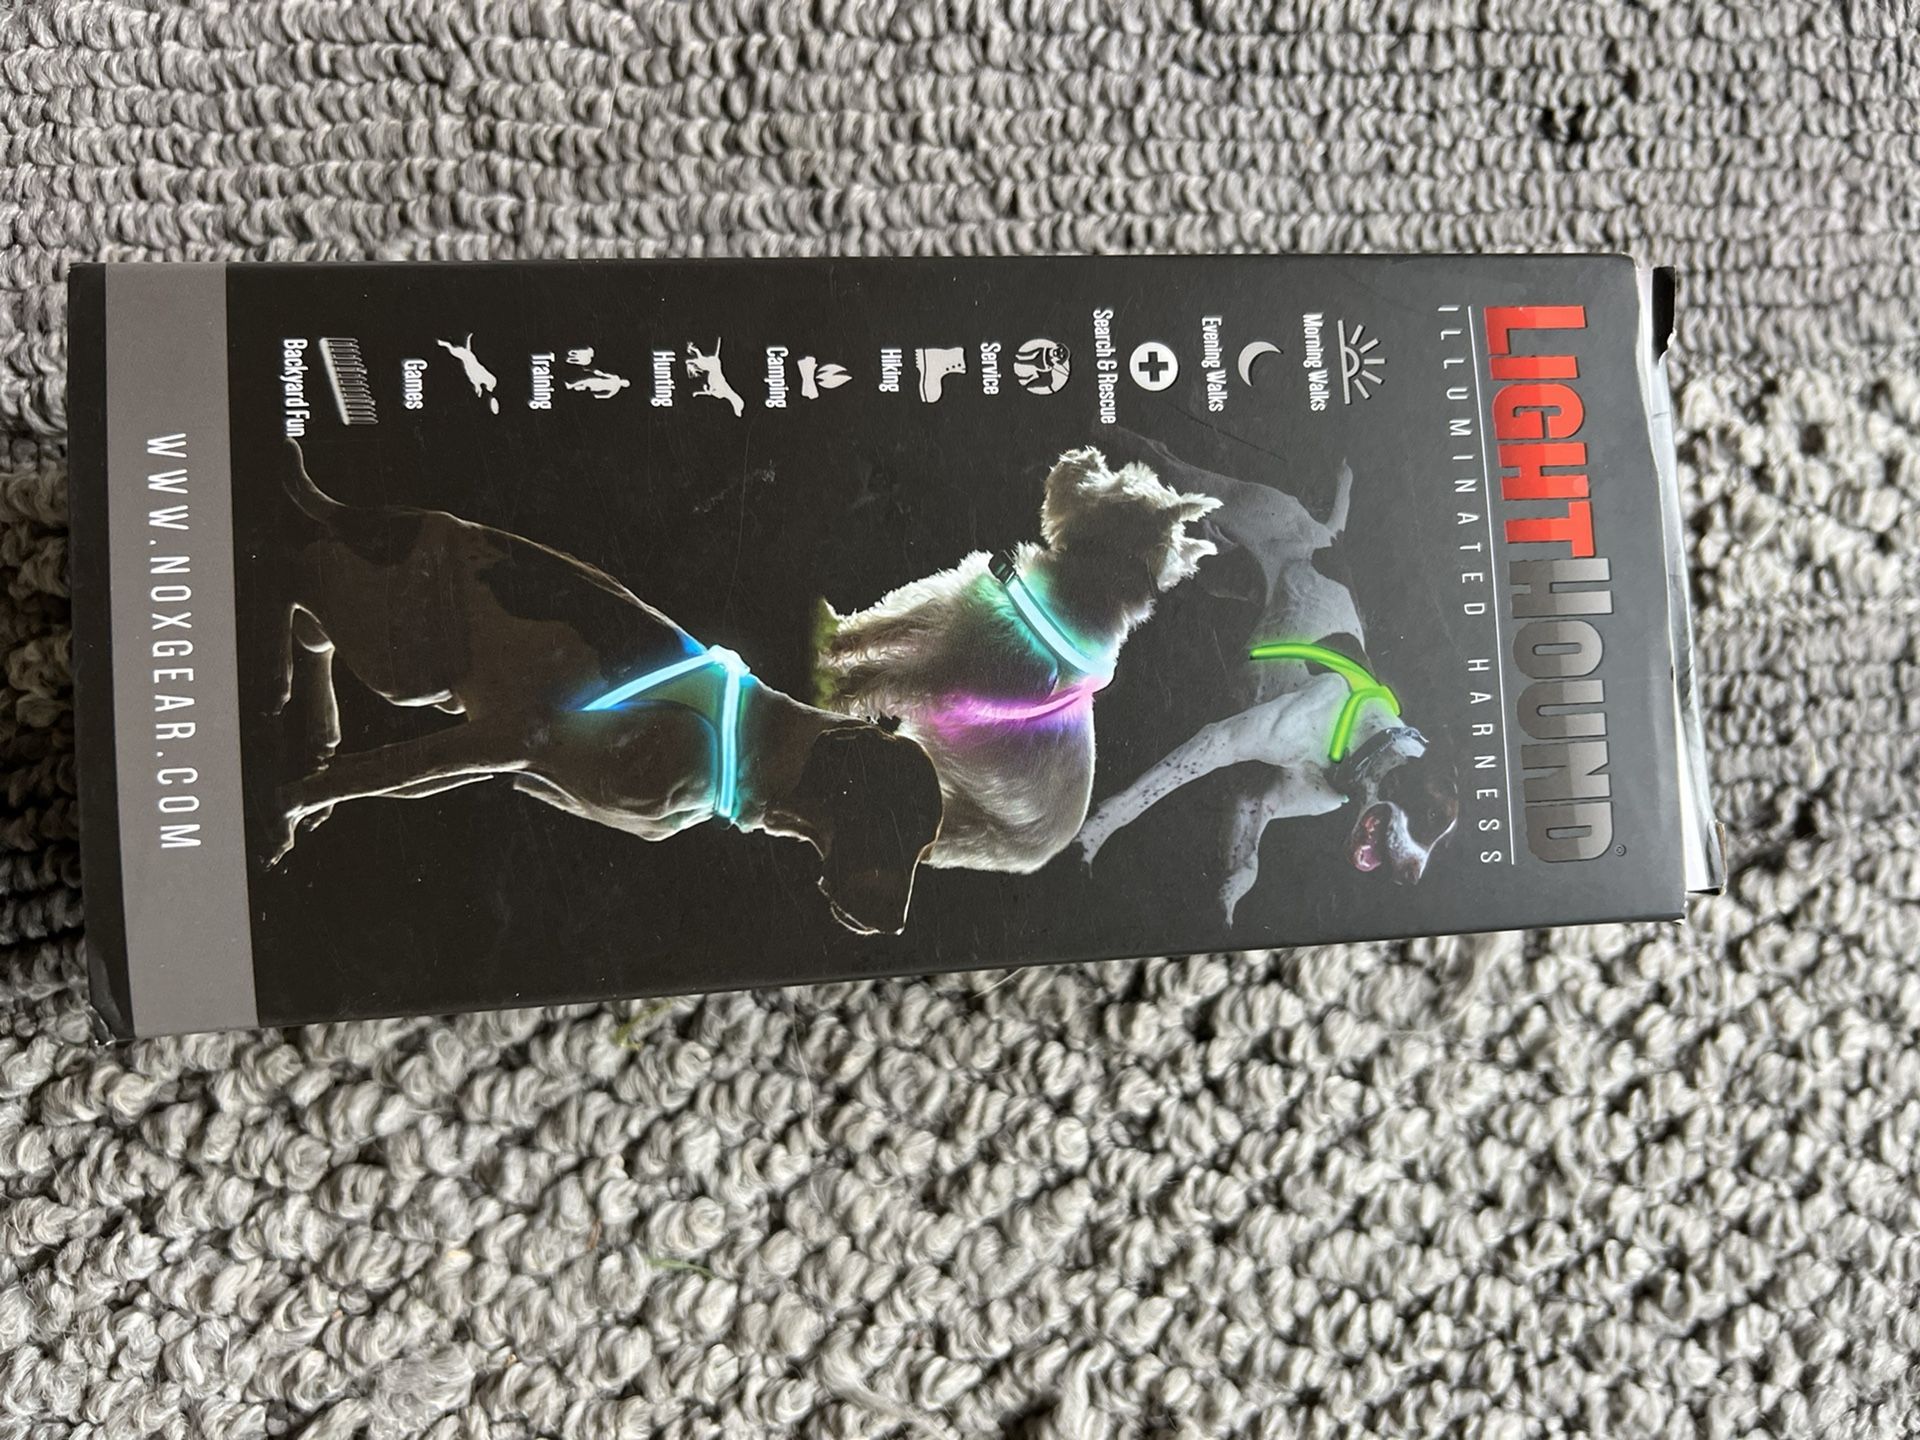 LIGHTHOUND®
ILLUMINATED HARNESS
Morning Walks
Evening Walks
Search & Rescue
Service
Hiking
Camping
Hunting
Training
Games
Backyard Fun
WWW.NOXGEAR.COM